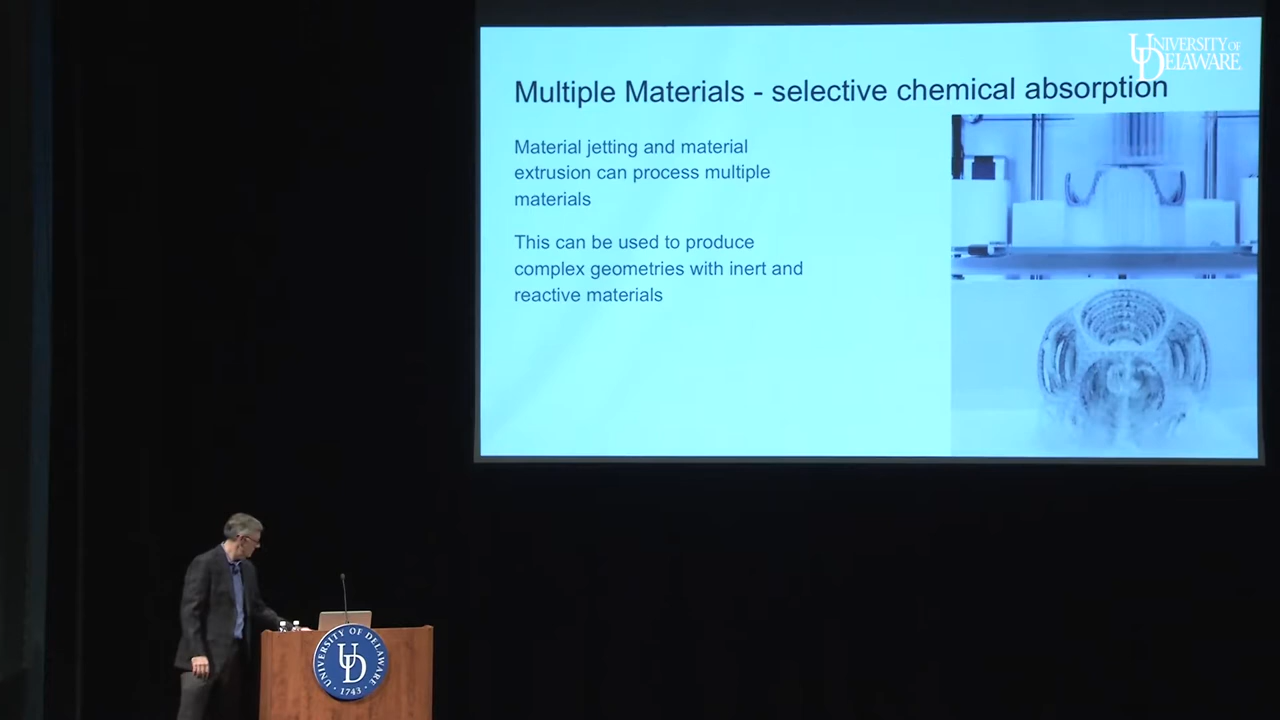 UNIVERSITY OF
DELAWARE
Multiple Materials - selective chemical absorption
Material jetting and material
extrusion can process multiple
materials
This can be used to produce
complex geometries with inert and
reactive materials
UNIVERSITY OF DELAWARE
UD
1743